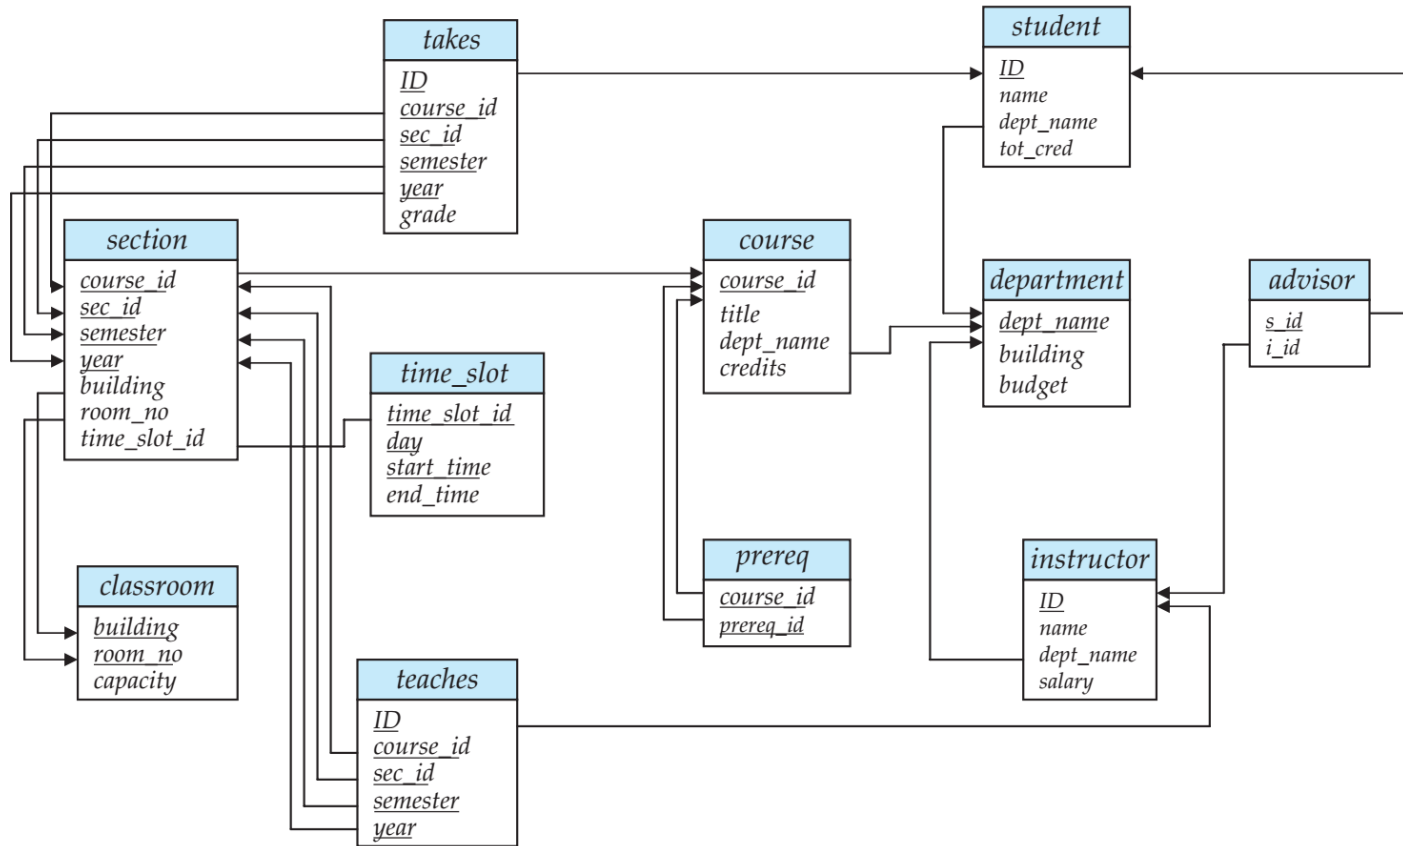 takes
ID
course_id
sec_id
semester
year
grade
student
ID
name
dept_name
tot_cred
section
course_id
sec_id
semester
year
building
room_no
time_slot_id
time_slot
time_slot_id
day
start_time
end_time
course
course_id
title
dept_name
credits
department
dept_name
building
budget
advisor
s_id
i_id
classroom
building
room_no
capacity
prereq
course_id
prereq_id
instructor
ID
name
dept_name
salary
teaches
ID
course_id
sec_id
semester
year